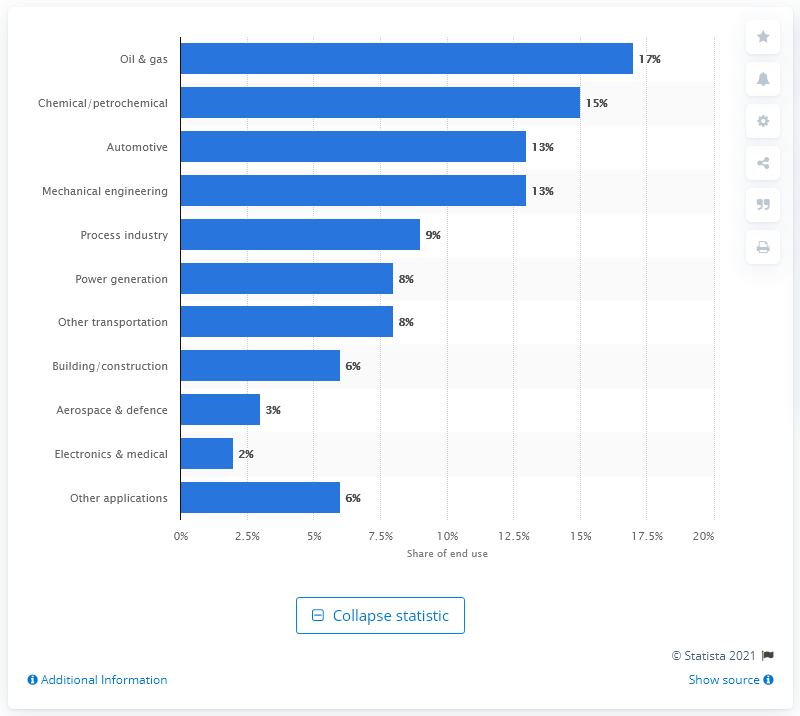 Oil & gas 17%
Chemical/petrochemical 15%
Automotive 13%
Mechanical engineering 13%
Process industry 9%
Power generation 8%
Other transportation 8%
Building/construction 6%
Aerospace & defence 3%
Electronics & medical 2%
Other applications 6%
0% 2.5% 5% 7.5% 10% 12.5% 15% 17.5% 20%
Share of end use
Collapse statistic
© Statista 2021
Additional Information Show source